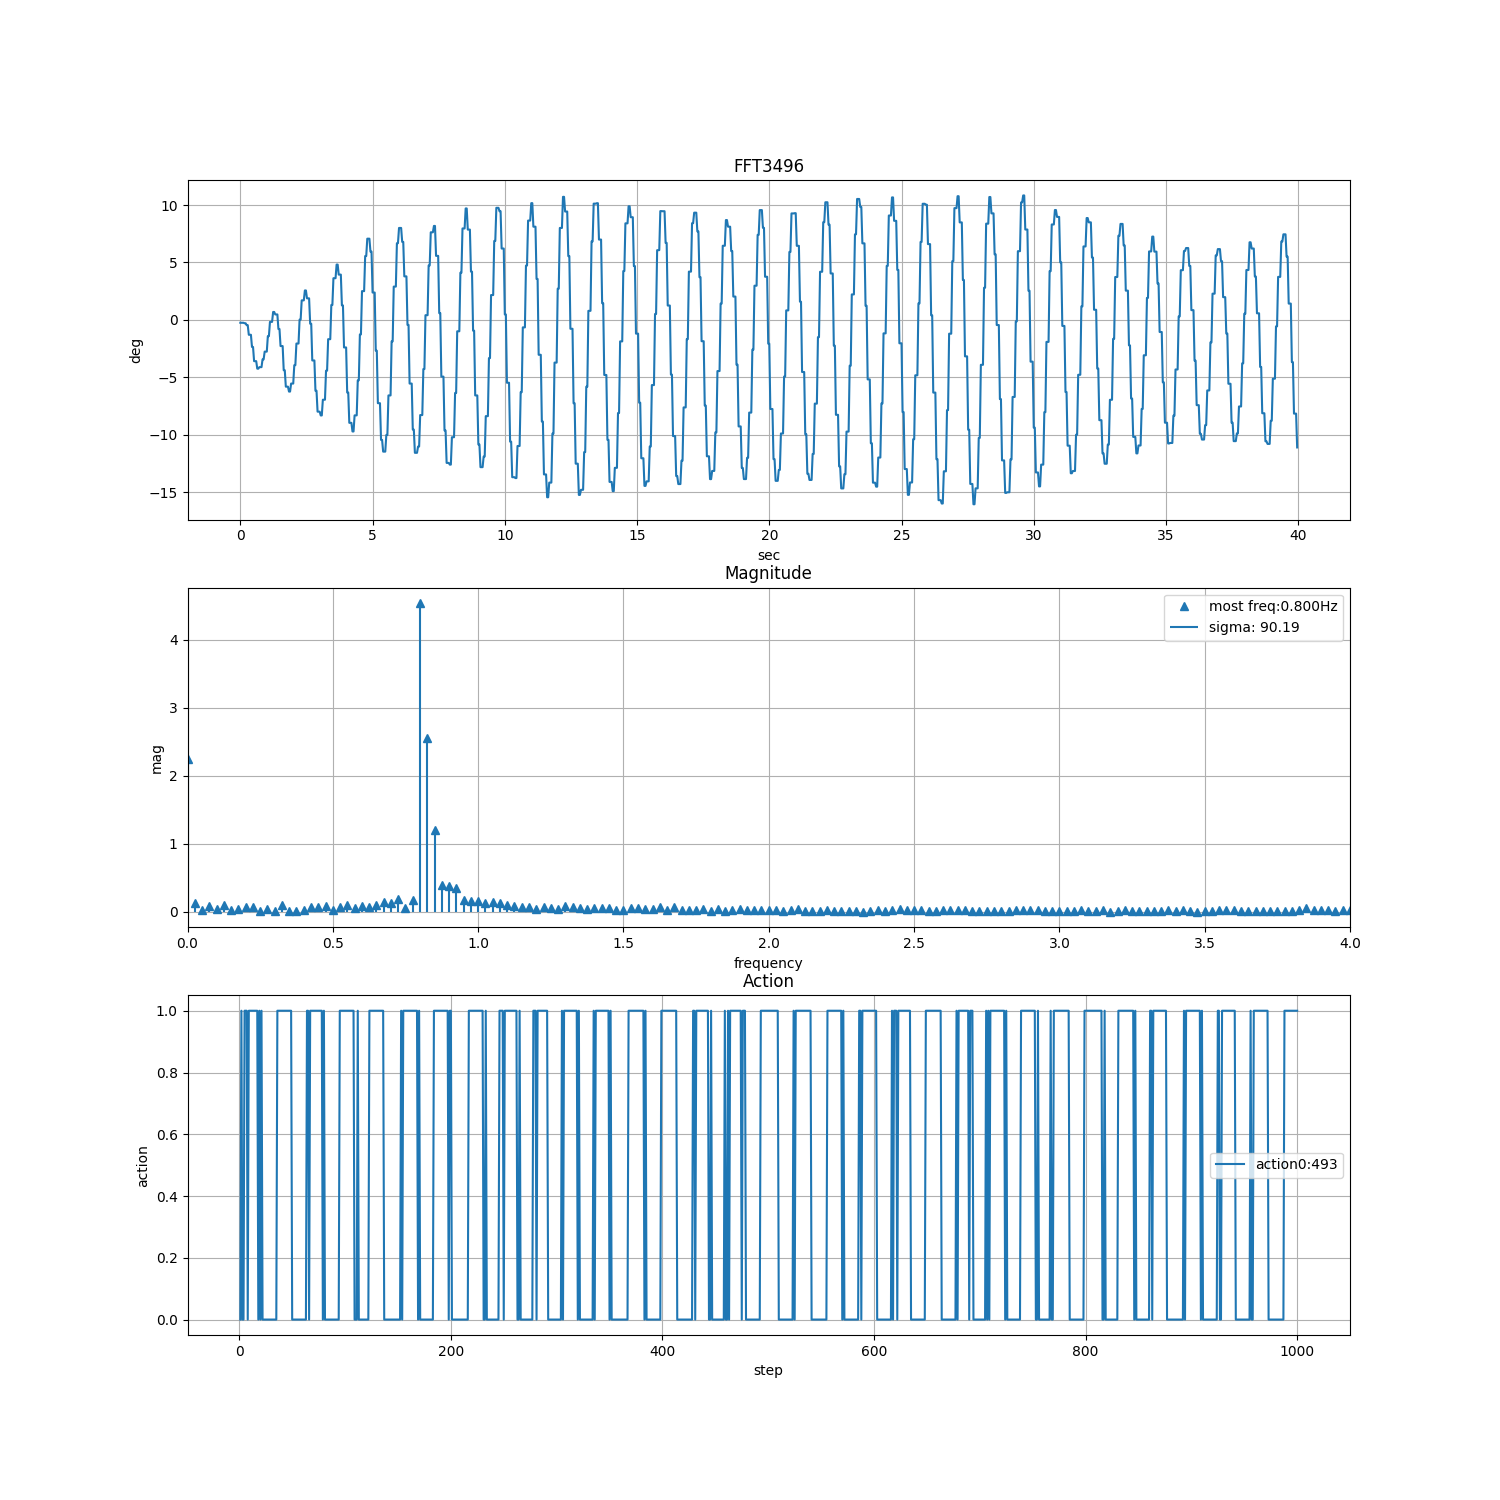 FFT3496
10
5
0
−5
−10
−15
deg
0 5 10 15 20 25 30 35 40
sec
Magnitude
most freq:0.800Hz
sigma: 90.19
4
3
2
1
0
mag
0.0 0.5 1.0 1.5 2.0 2.5 3.0 3.5 4.0
frequency
Action
1.0
0.8
0.6
0.4
0.2
0.0
action
action0:493
0 200 400 600 800 1000
step